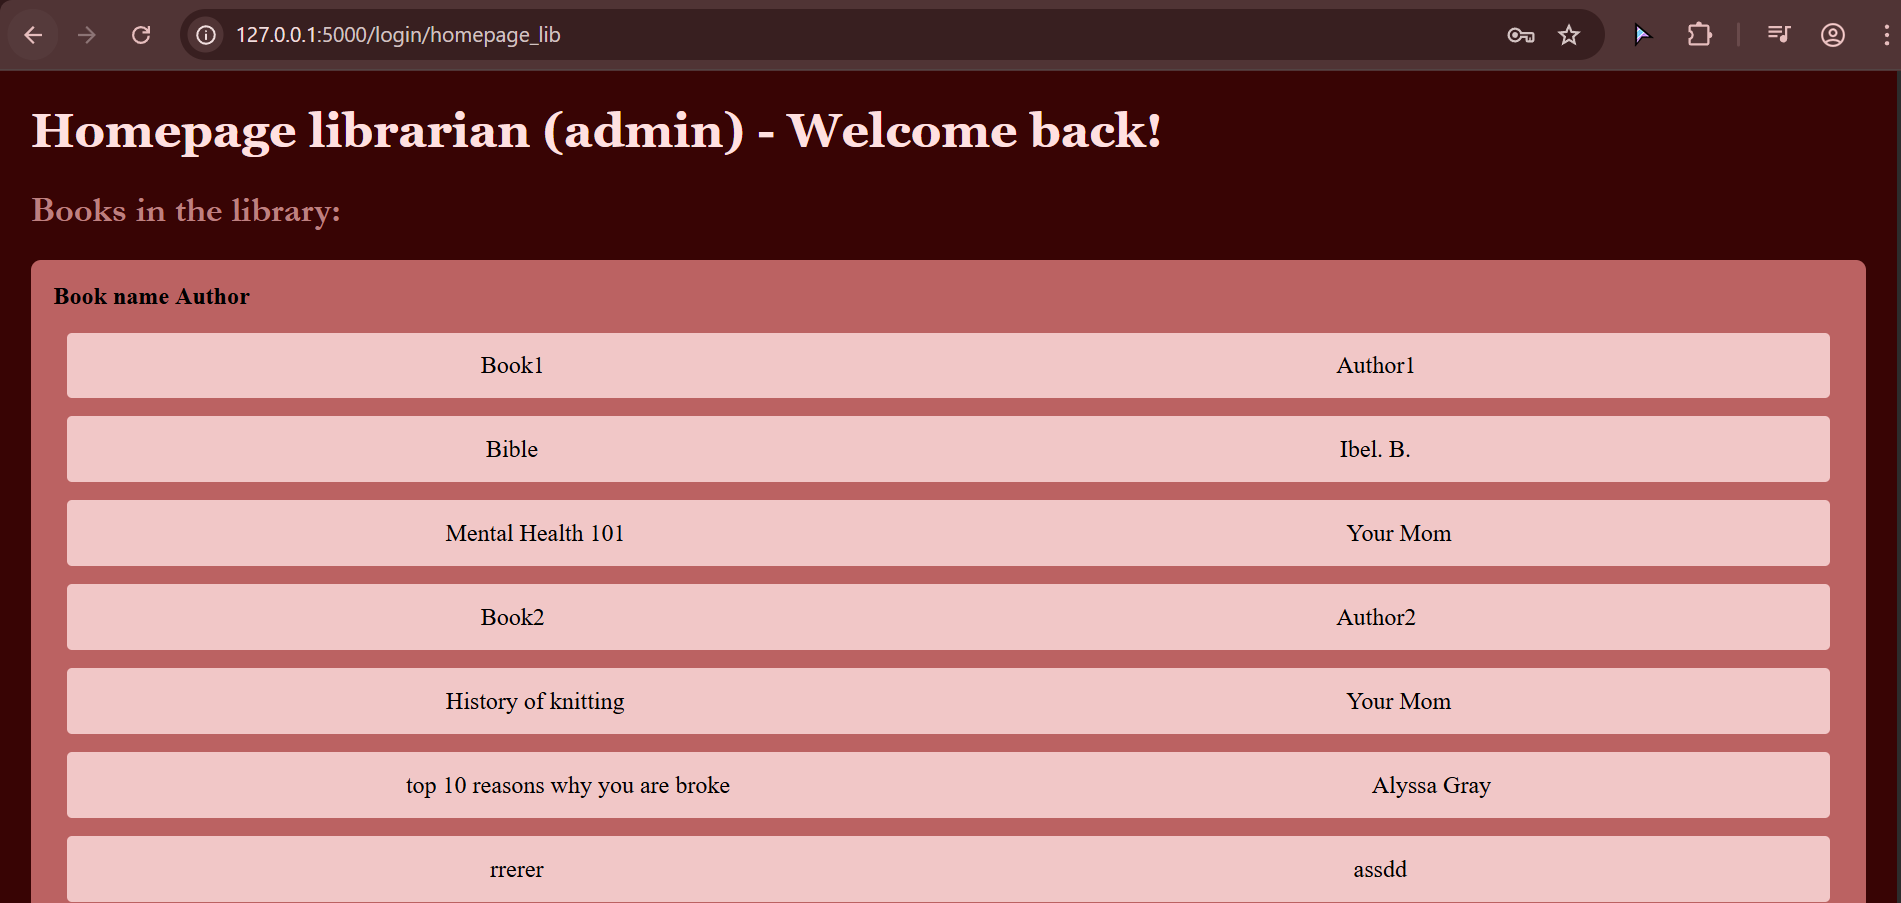 127.0.0.1:5000/login/homepage_lib
Homepage librarian (admin) - Welcome back!
Books in the library:
Book name Author
Book1 Author1
Bible Ibel. B.
Mental Health 101 Your Mom
Book2 Author2
History of knitting Your Mom
top 10 reasons why you are broke Alyssa Gray
rrerer assdd